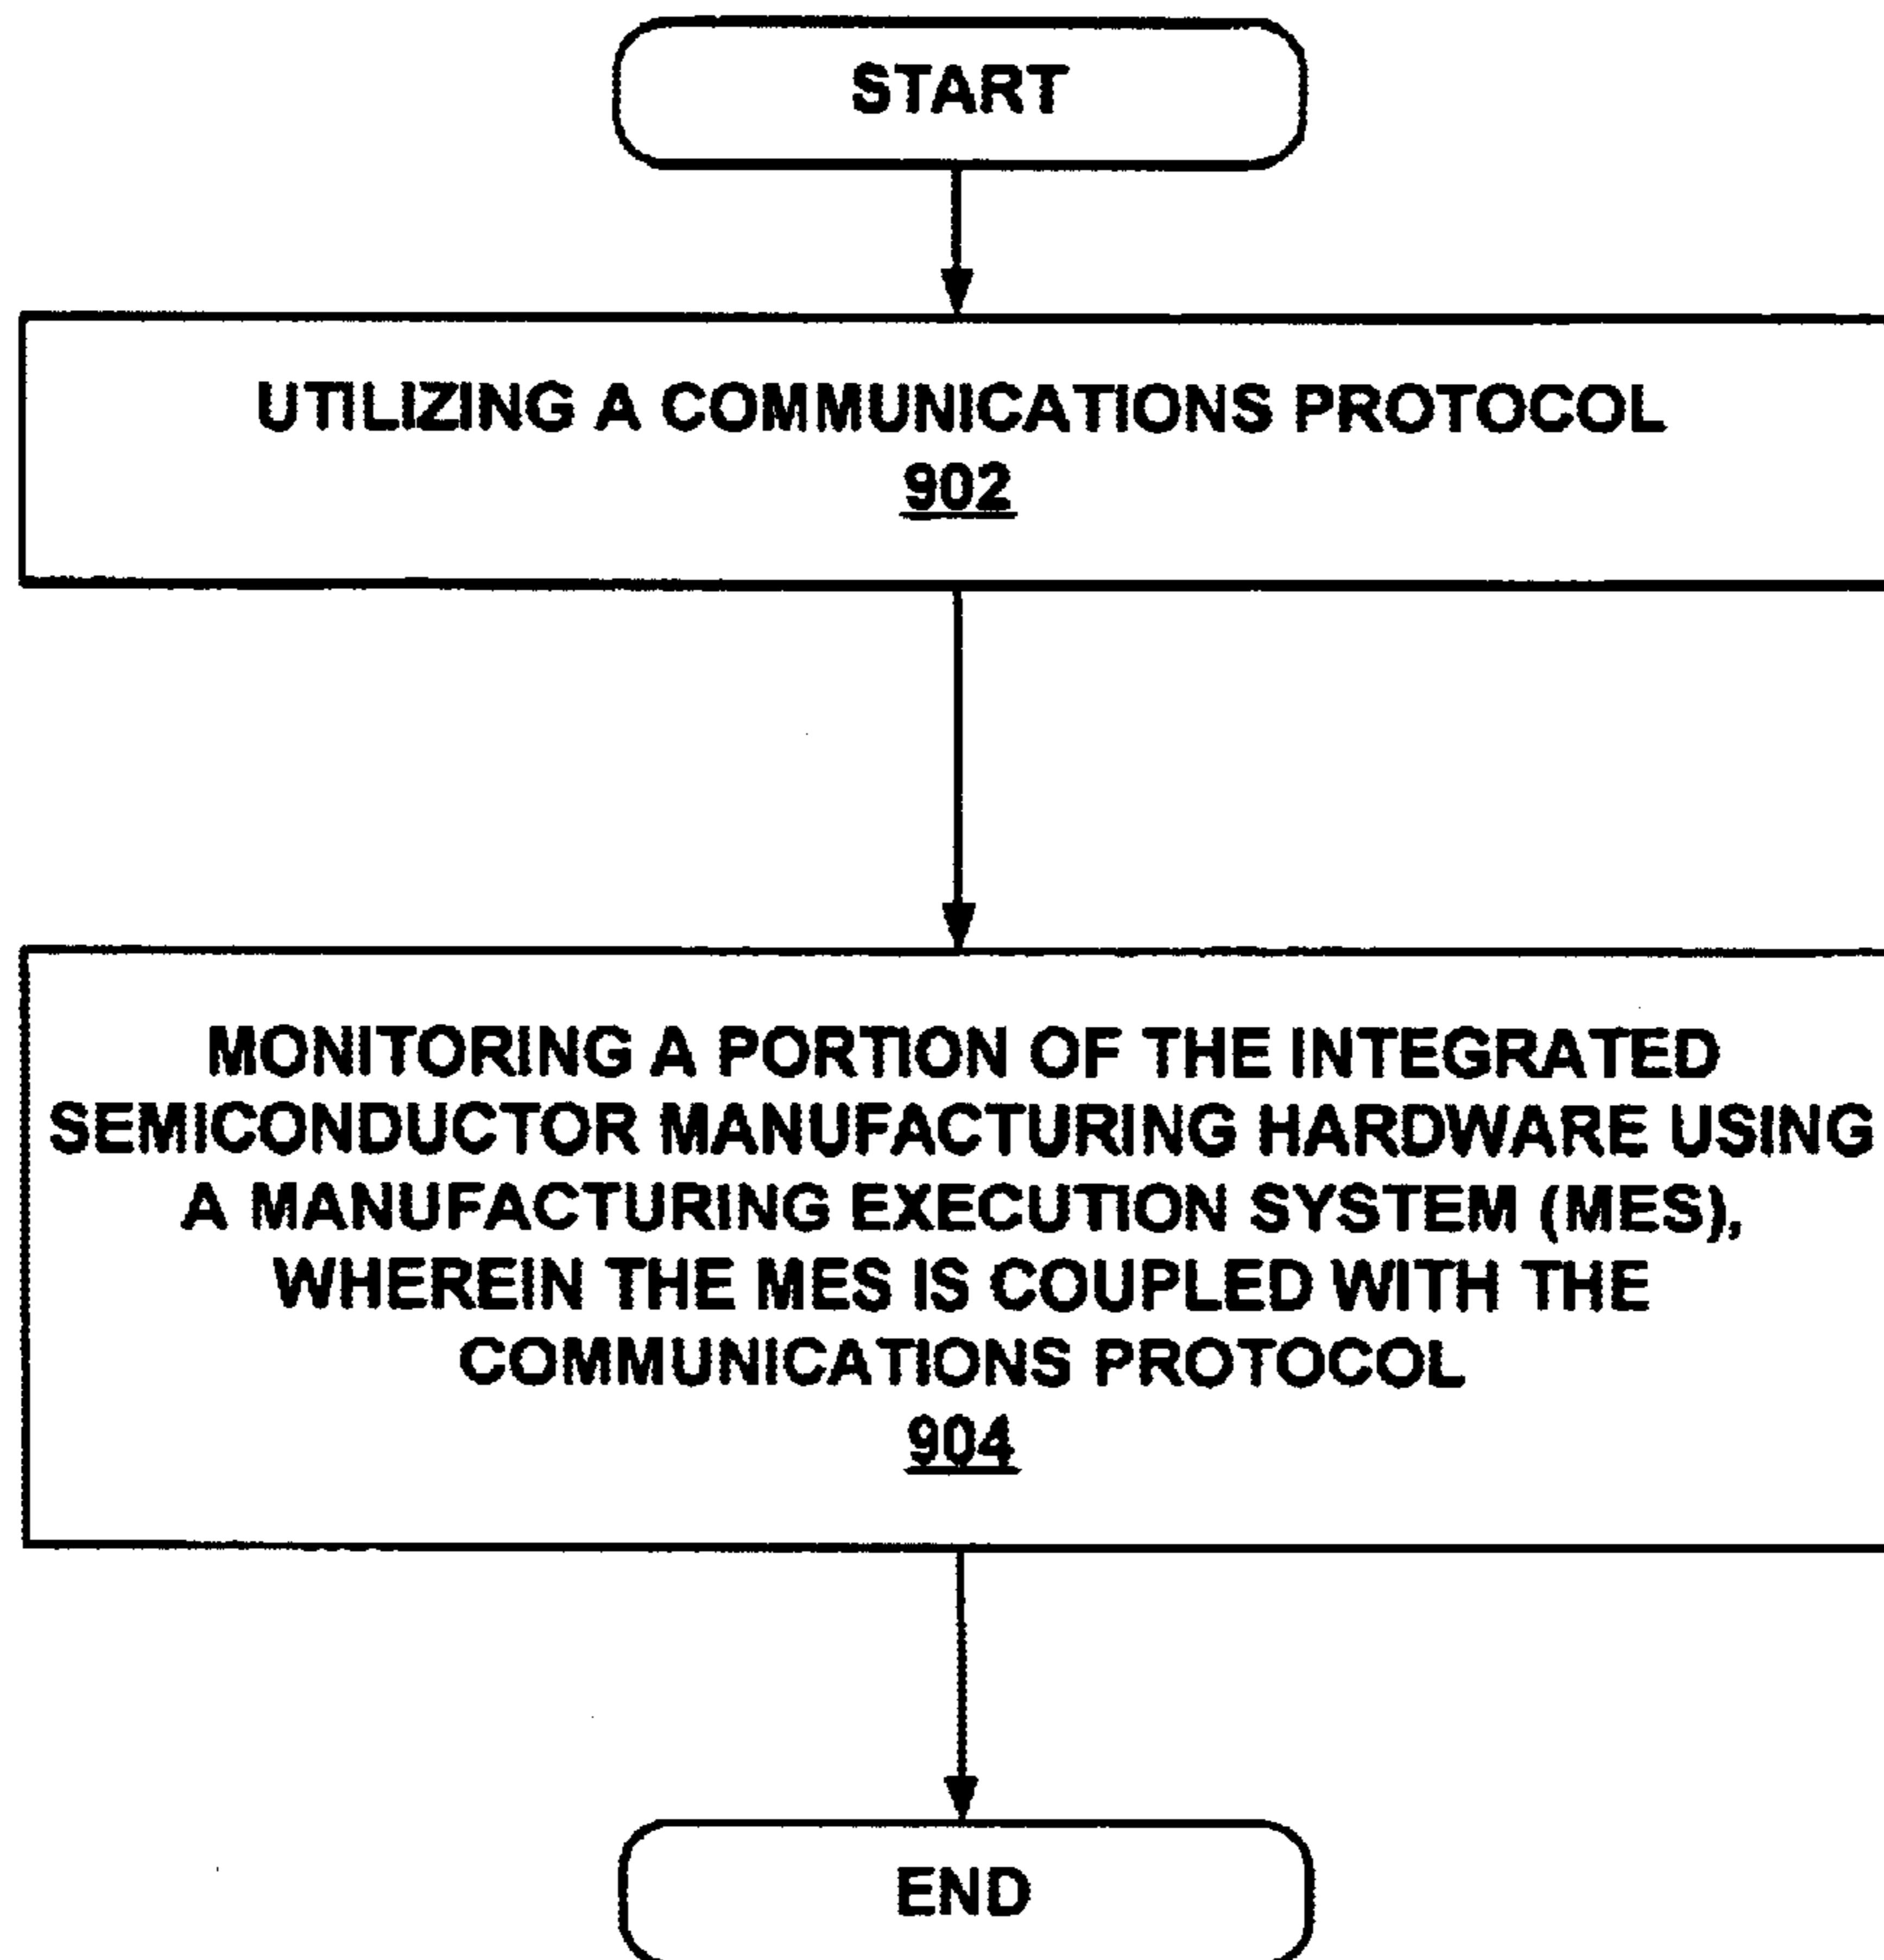 START
UTILIZING A COMMUNICATIONS PROTOCOL
902
MONITORING A PORTION OF THE INTEGRATED
SEMICONDUCTOR MANUFACTURING HARDWARE USING
A MANUFACTURING EXECUTION SYSTEM (MES),
WHEREIN THE MES IS COUPLED WITH THE
COMMUNICATIONS PROTOCOL
904
END